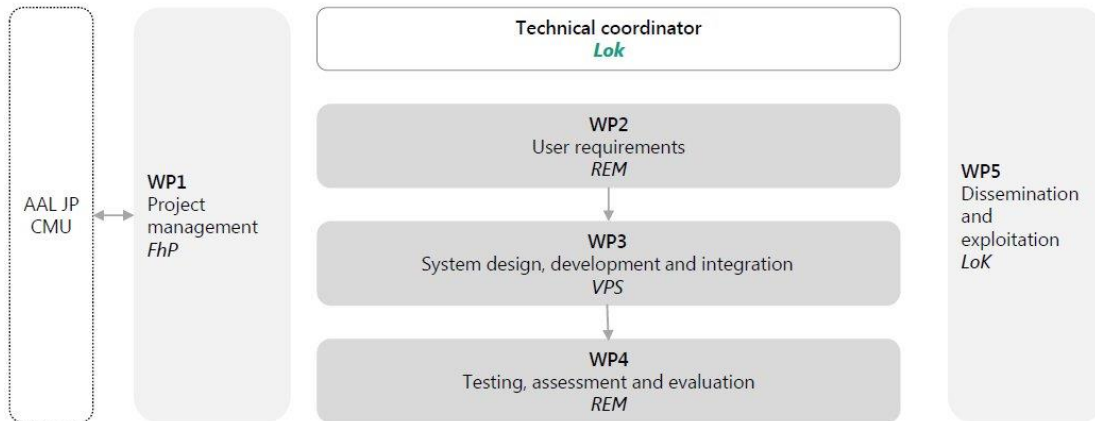 AAL JP
CMU
WP1
Project
management
FhP
Technical coordinator
Lok
WP2
User requirements
REM
WP3
System design, development and integration
VPS
WP4
Testing, assessment and evaluation
REM
WP5
Dissemination
and
exploitation
LoK